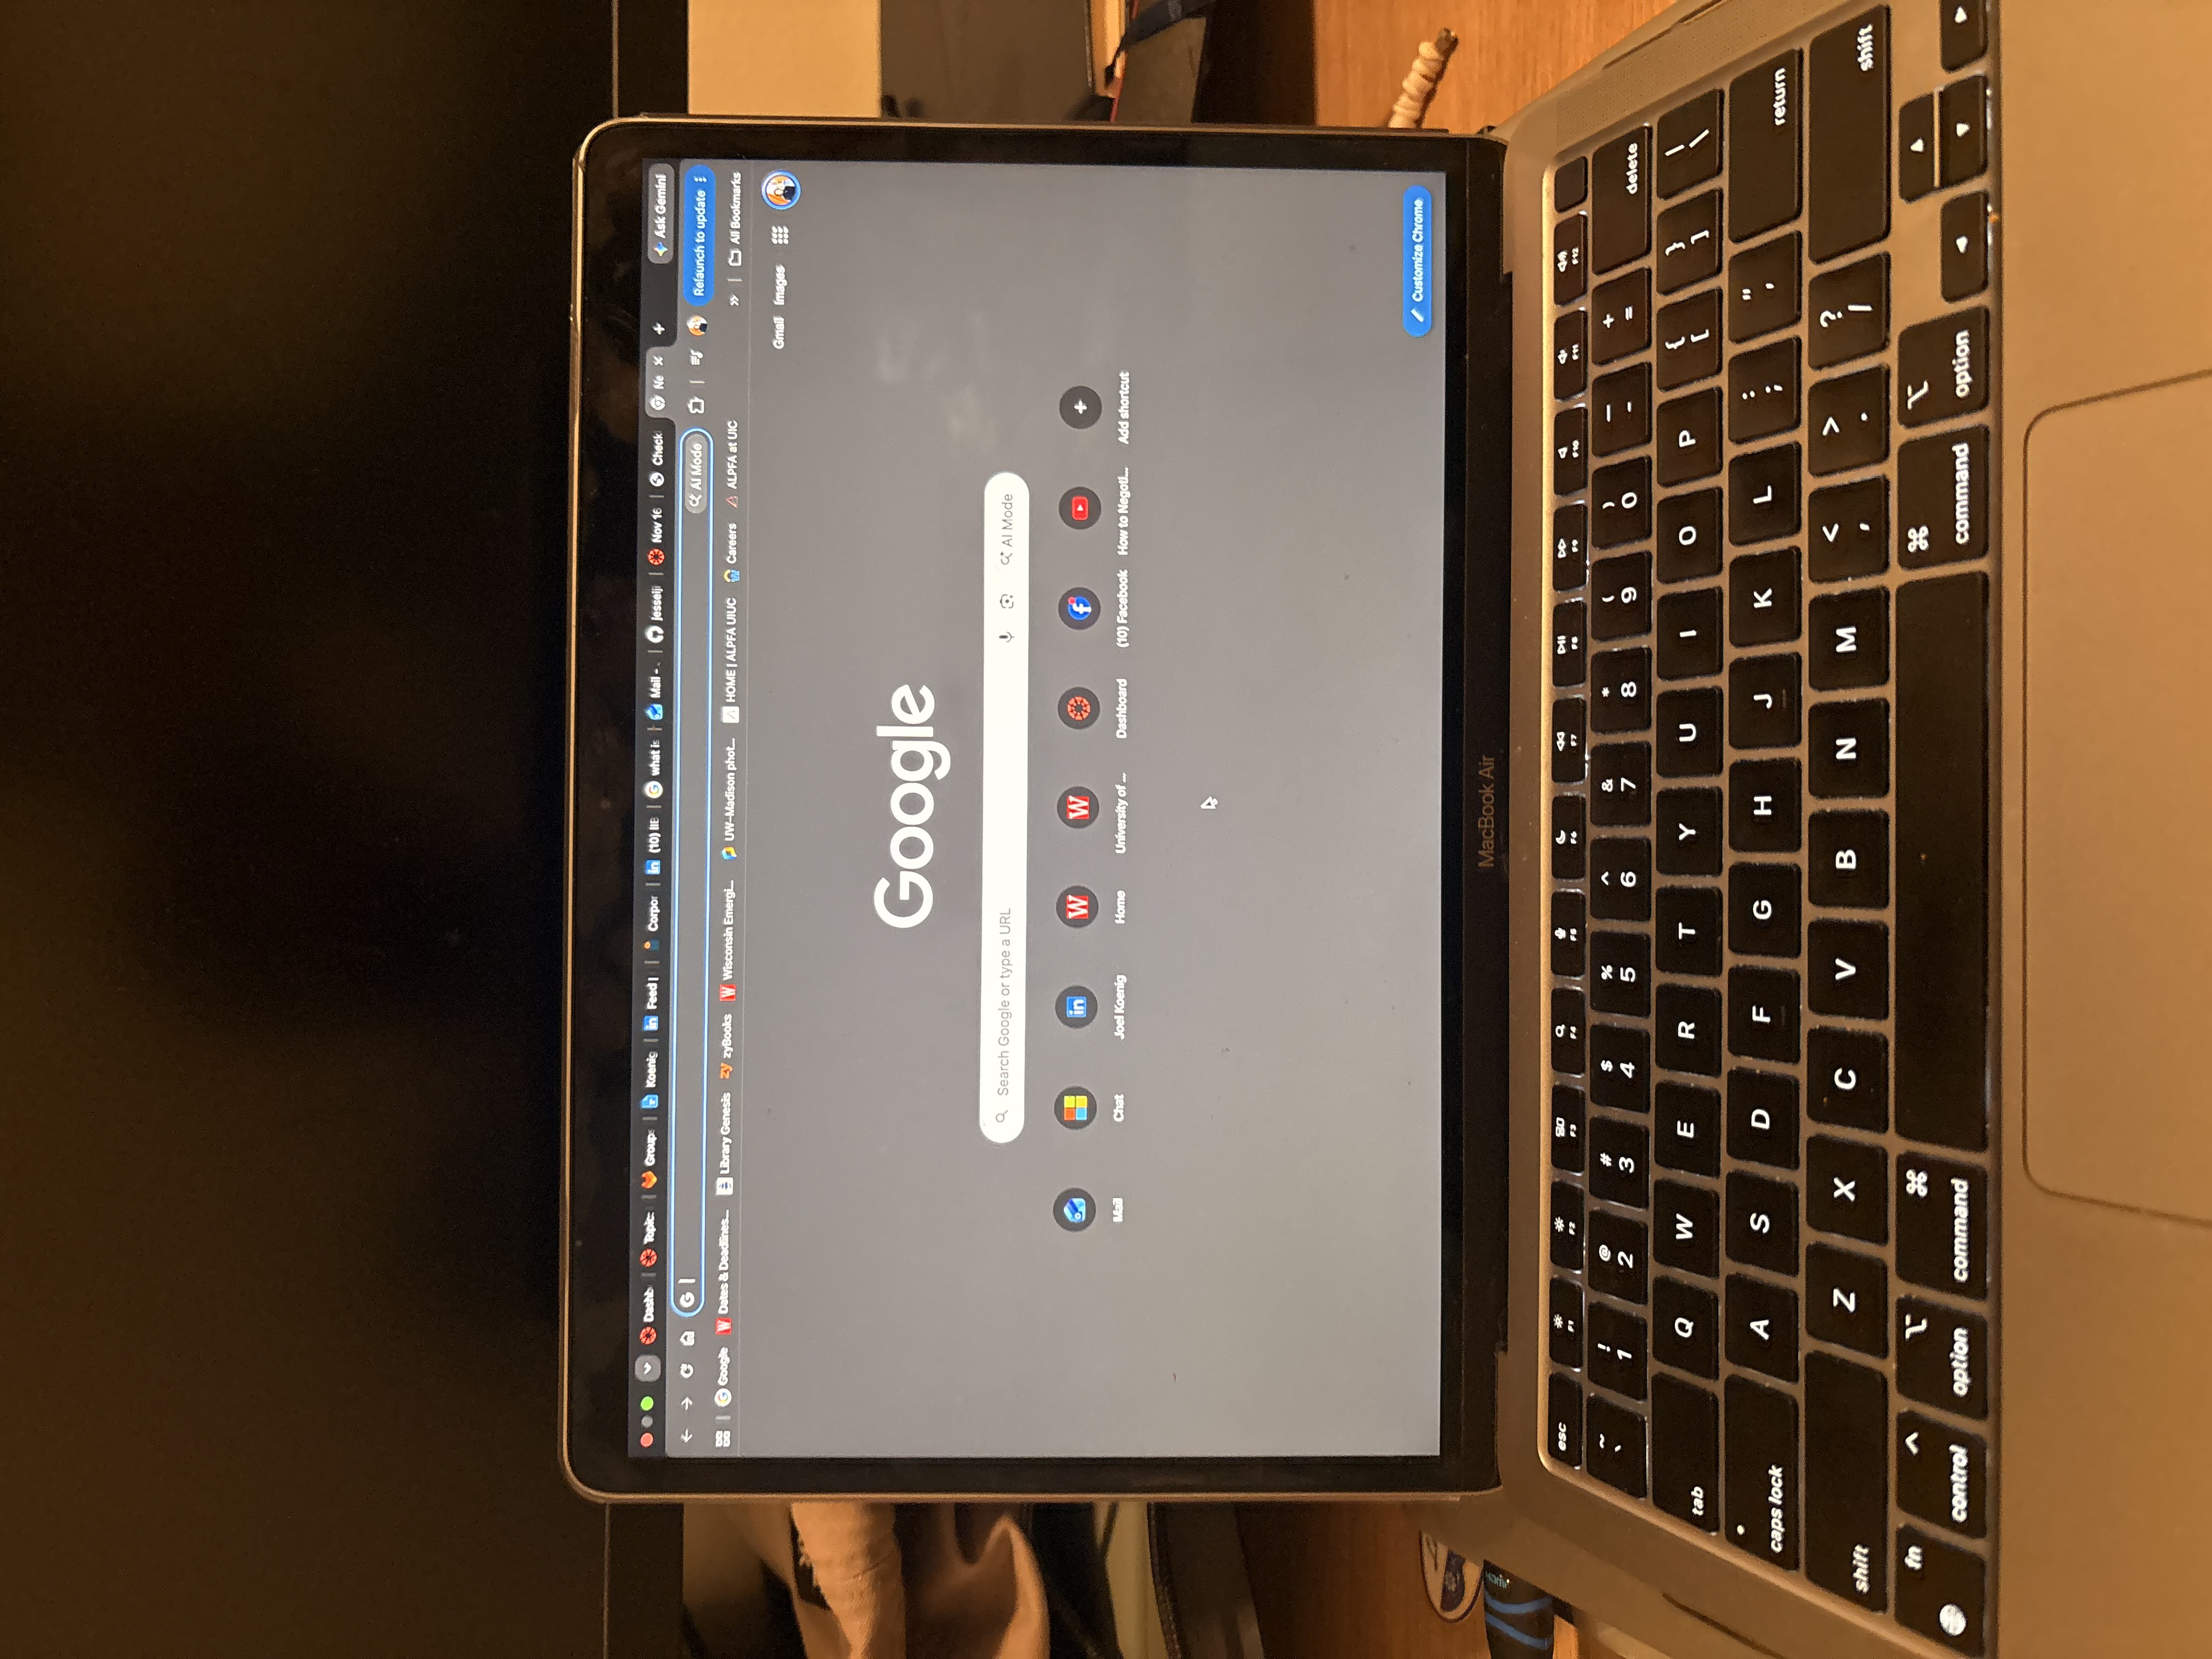 Dashb Topic: Group Koenig Feed | Corpor (10) what is Mail - Nov 16 Check Ne Ask Gemini
AI Mode Relaunch to update
Google Dates & Deadlines... Library Genesis zyBooks Wisconsin Emergi... UW–Madison phot... HOME | ALPFA UIUC Careers ALPFA at UIC All Bookmarks
Gmail Images
Google
Search Google or type a URL AI Mode
Mail Chat Joel Koenig Home University of ... Dashboard (10) Facebook How to Negoti... Add shortcut
Customize Chrome
MacBook Air
esc F1 F2 F3 F4 F5 F6 F7 F8 F9 F10 F11 F12
~ ! @ # $ % ^ & * ( ) — +
` 1 2 3 4 5 6 7 8 9 0 - =
delete
tab Q W E R T Y U I O P { } |
[ ] \
caps lock A S D F G H J K L : "
; '
return
shift Z X C V B N M < > ?
, . /
shift
fn control option command command option